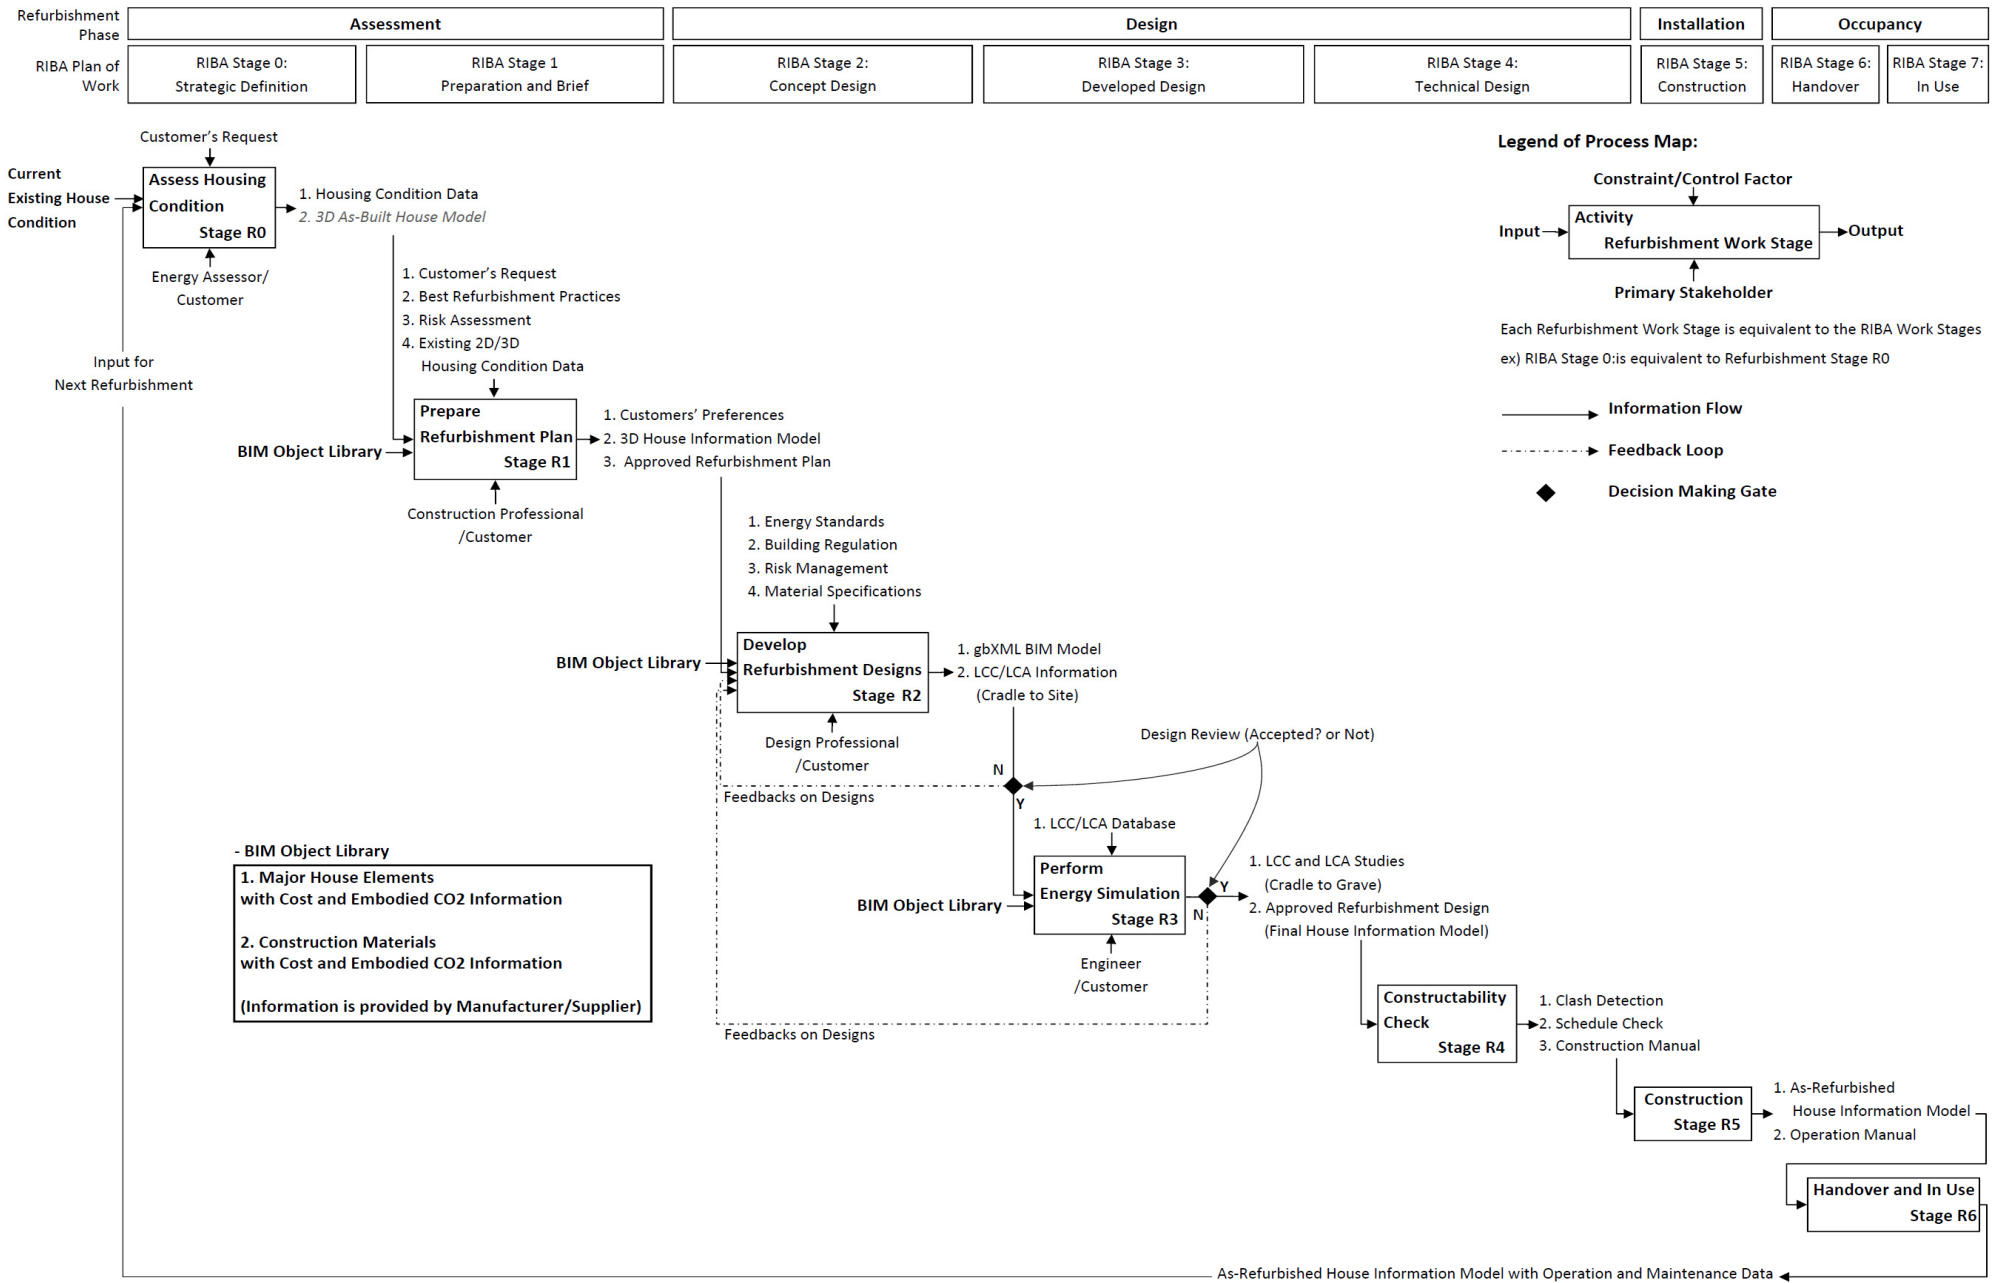 Refurbishment
Phase
Assessment
Design
Installation
Occupancy
RIBA Plan of
Work
RIBA Stage 0:
Strategic Definition
RIBA Stage 1
Preparation and Brief
RIBA Stage 2:
Concept Design
RIBA Stage 3:
Developed Design
RIBA Stage 4:
Technical Design
RIBA Stage 5:
Construction
RIBA Stage 6:
Handover
RIBA Stage 7:
In Use
Customer's Request
Current
Existing House
Condition
Assess Housing
Condition
Stage R0
1. Housing Condition Data
2. 3D As-Built House Model
Energy Assessor/
Customer
Input for
Next Refurbishment
1. Customer's Request
2. Best Refurbishment Practices
3. Risk Assessment
4. Existing 2D/3D
Housing Condition Data
BIM Object Library
Prepare
Refurbishment Plan
Stage R1
1. Customers' Preferences
2. 3D House Information Model
3. Approved Refurbishment Plan
Construction Professional
/Customer
1. Energy Standards
2. Building Regulation
3. Risk Management
4. Material Specifications
BIM Object Library
Develop
Refurbishment Designs
Stage R2
1. gbXML BIM Model
2. LCC/LCA Information
(Cradle to Site)
Design Professional
/Customer
Design Review (Accepted? or Not)
N
Y
Feedbacks on Designs
1. LCC/LCA Database
BIM Object Library
Perform
Energy Simulation
Stage R3
Y
N
1. LCC and LCA Studies
(Cradle to Grave)
2. Approved Refurbishment Design
(Final House Information Model)
Engineer
/Customer
Feedbacks on Designs
Constructability
Check
Stage R4
1. Clash Detection
2. Schedule Check
3. Construction Manual
Construction
Stage R5
1. As-Refurbished
House Information Model
2. Operation Manual
Handover and In Use
Stage R6
As-Refurbished House Information Model with Operation and Maintenance Data
- BIM Object Library
1. Major House Elements
with Cost and Embodied CO2 Information
2. Construction Materials
with Cost and Embodied CO2 Information
(Information is provided by Manufacturer/Supplier)
Legend of Process Map:
Constraint/Control Factor
Input
Activity
Refurbishment Work Stage
Output
Primary Stakeholder
Each Refurbishment Work Stage is equivalent to the RIBA Work Stages
ex) RIBA Stage 0:is equivalent to Refurbishment Stage R0
Information Flow
Feedback Loop
Decision Making Gate